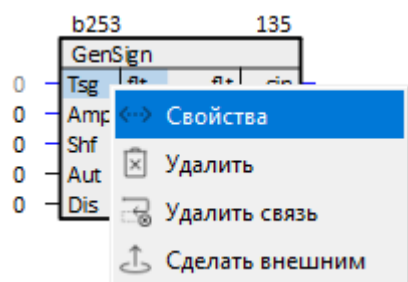 b253 135
GenSign
0 Tsg flt flt sin
0 Amp
0 Shf
0 Aut
0 Dis
Свойства
Удалить
Удалить связь
Сделать внешним